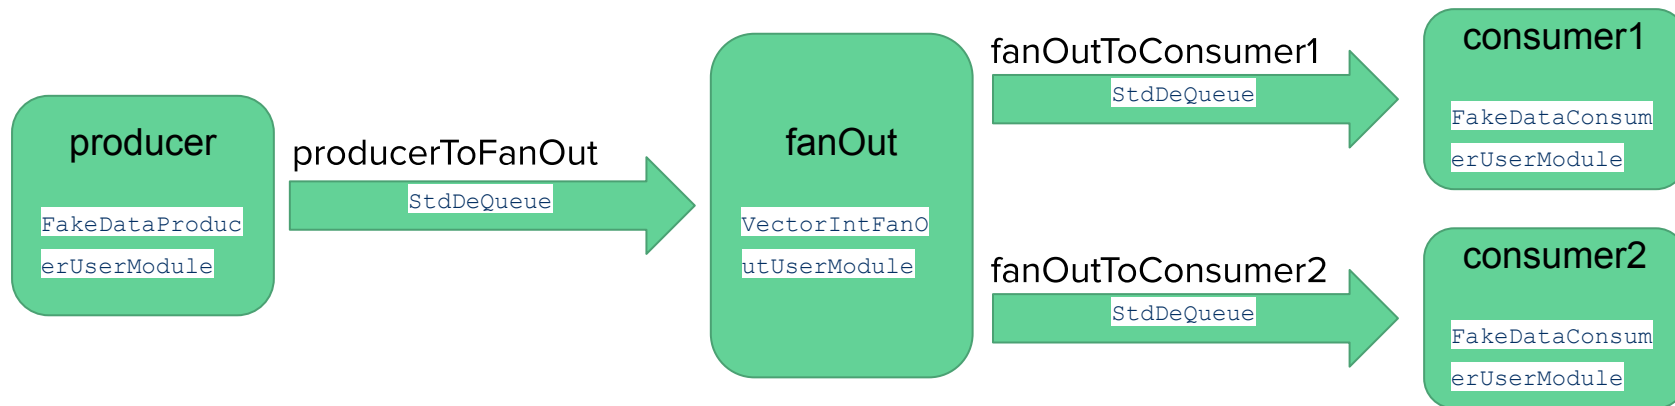 producer
FakeDataProduc
erUserModule
producerToFanOut
StdDeQueue
fanOut
VectorIntFanO
utUserModule
fanOutToConsumer1
StdDeQueue
fanOutToConsumer2
StdDeQueue
consumer1
FakeDataConsum
erUserModule
consumer2
FakeDataConsum
erUserModule